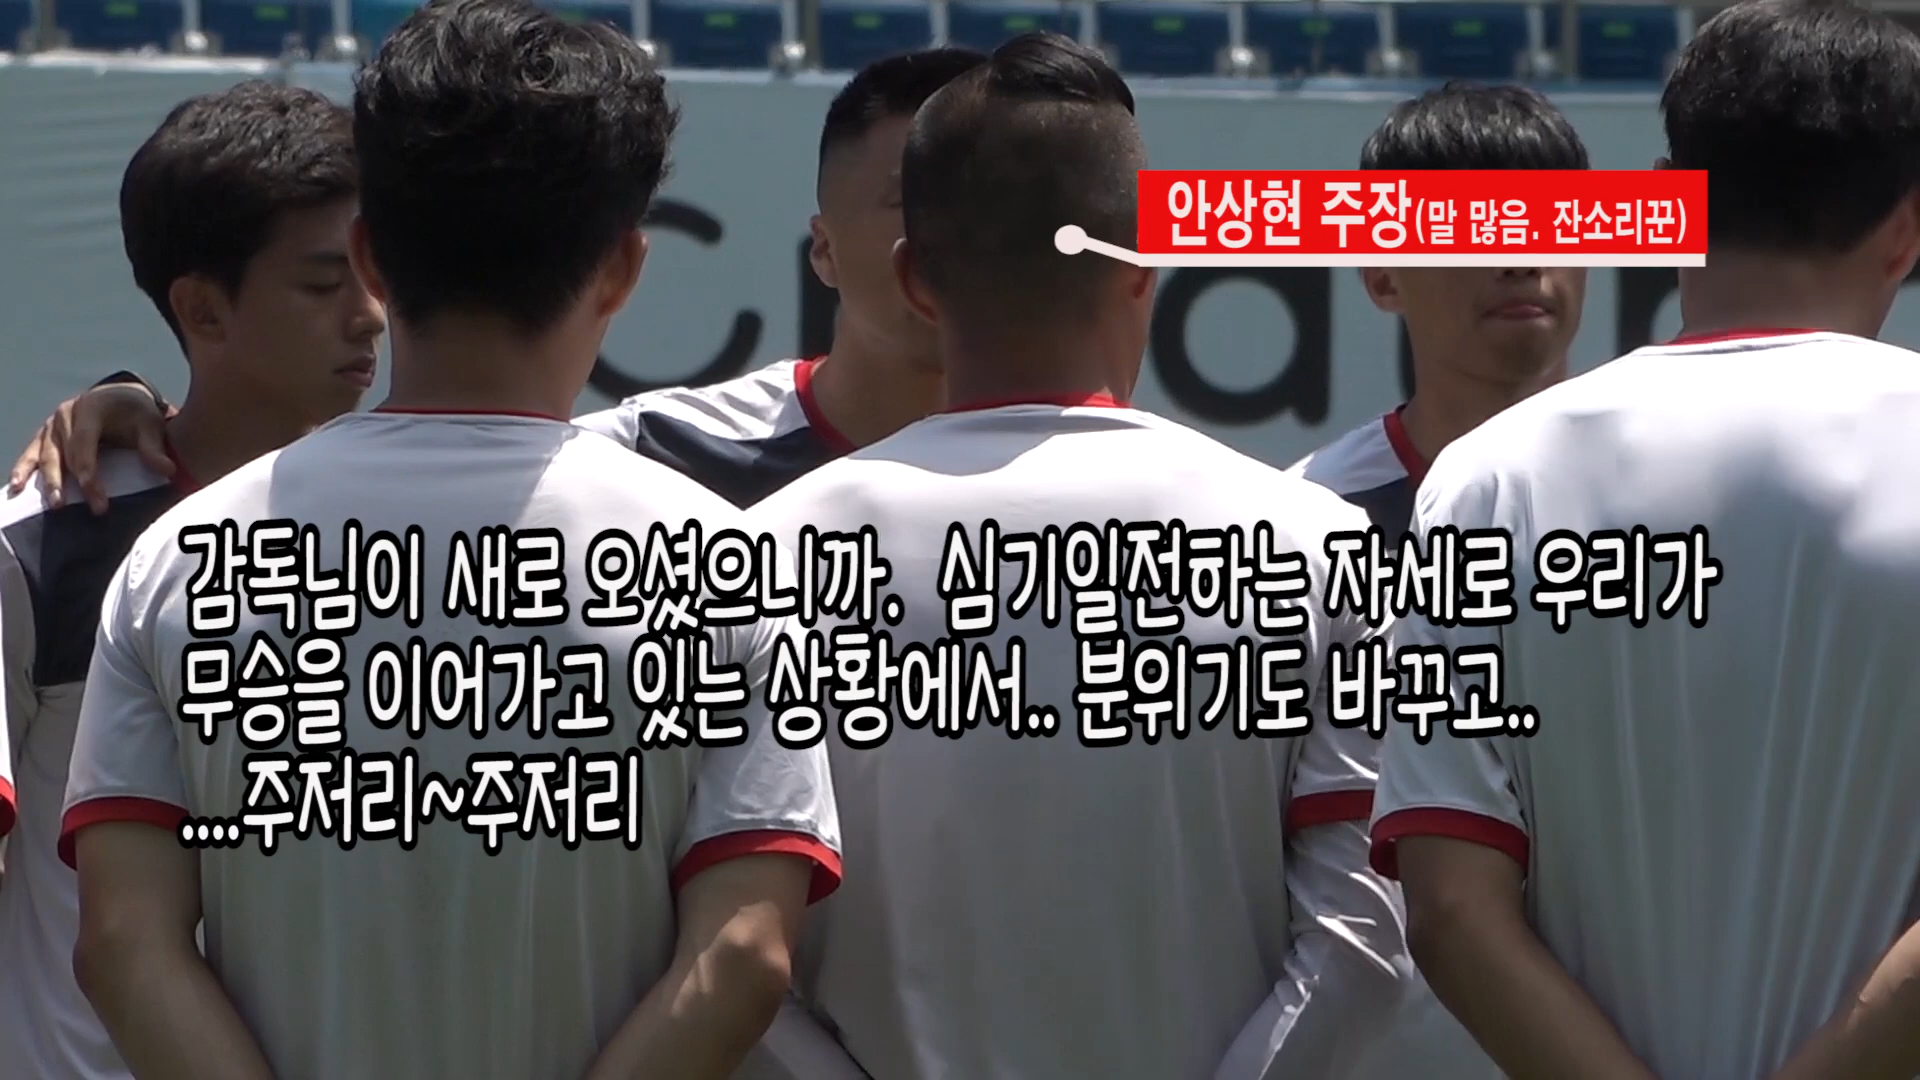 안상현 주장(말 많음. 잔소리꾼)
감독님이 새로 오셨으니까. 심기일전하는 자세로 우리가
무승을 이어가고 있는 상황에서.. 분위기도 바꾸고..
....주저리~주저리